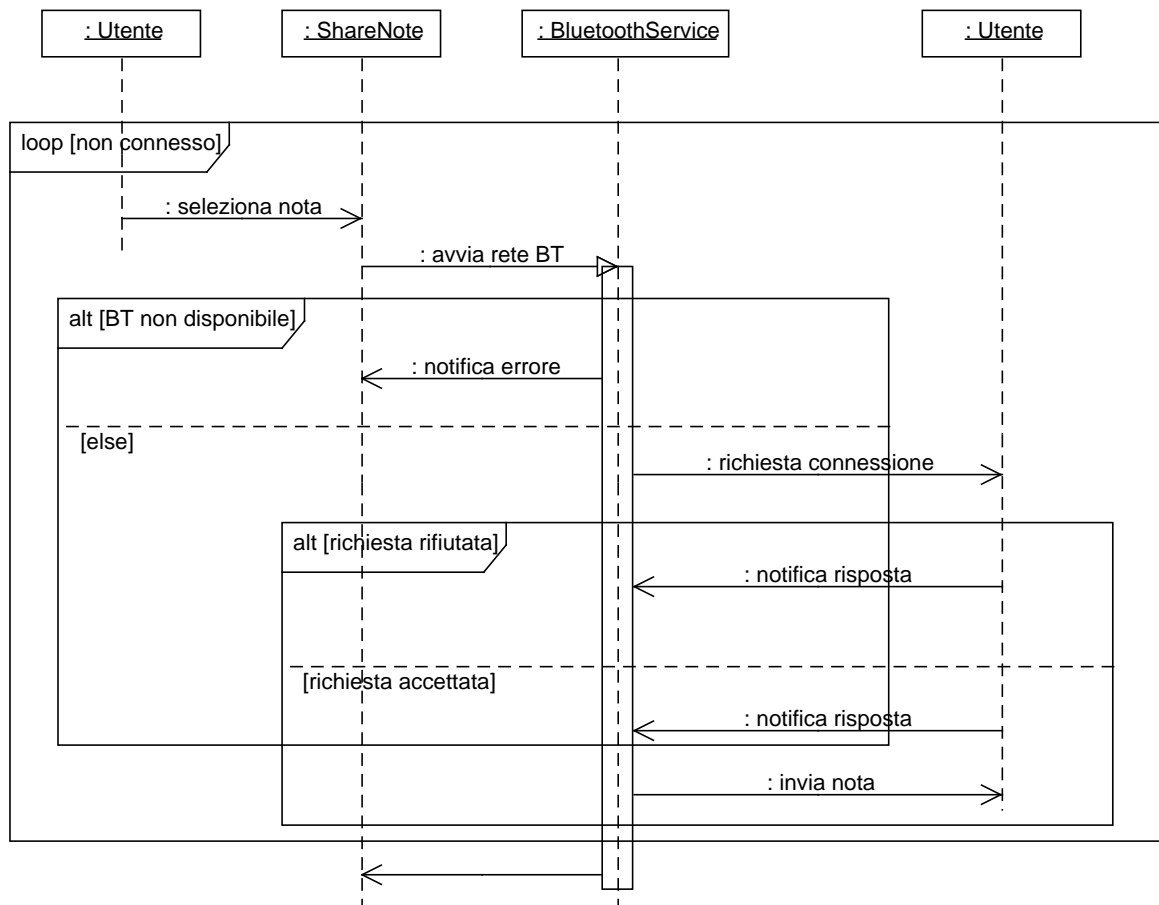 : Utente
: ShareNote
: BluetoothService
: Utente
loop [non connesso]
: seleziona nota
: avvia rete BT
alt [BT non disponibile]
: notifica errore
[else]
: richiesta connessione
alt [richiesta rifiutata]
: notifica risposta
[richiesta accettata]
: notifica risposta
: invia nota